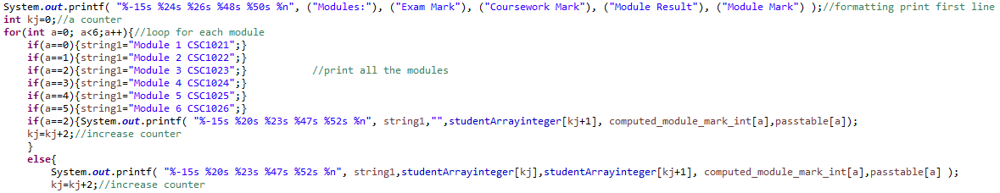 System.out.printf( "%-15s %24s %26s %48s %50s %n", ("Modules:"), ("Exam Mark"), ("Coursework Mark"), ("Module Result"), ("Module Mark") );//formatting print first line
int kj=0;//a counter
for(int a=0; a<6;a++){//loop for each module
if(a==0){string1="Module 1 CSC1021";}
if(a==1){string1="Module 2 CSC1022";}
if(a==2){string1="Module 3 CSC1023";} //print all the modules
if(a==3){string1="Module 4 CSC1024";}
if(a==4){string1="Module 5 CSC1025";}
if(a==5){string1="Module 6 CSC1026";}
if(a==2){System.out.printf( "%-15s %20s %23s %47s %52s %n", string1,"",studentArrayinteger[kj+1], computed_module_mark_int[a],passtable[a]);
kj=kj+2;//increase counter
}
else{
System.out.printf( "%-15s %20s %23s %47s %52s %n", string1,studentArrayinteger[kj],studentArrayinteger[kj+1], computed_module_mark_int[a],passtable[a] );
kj=kj+2;//increase counter